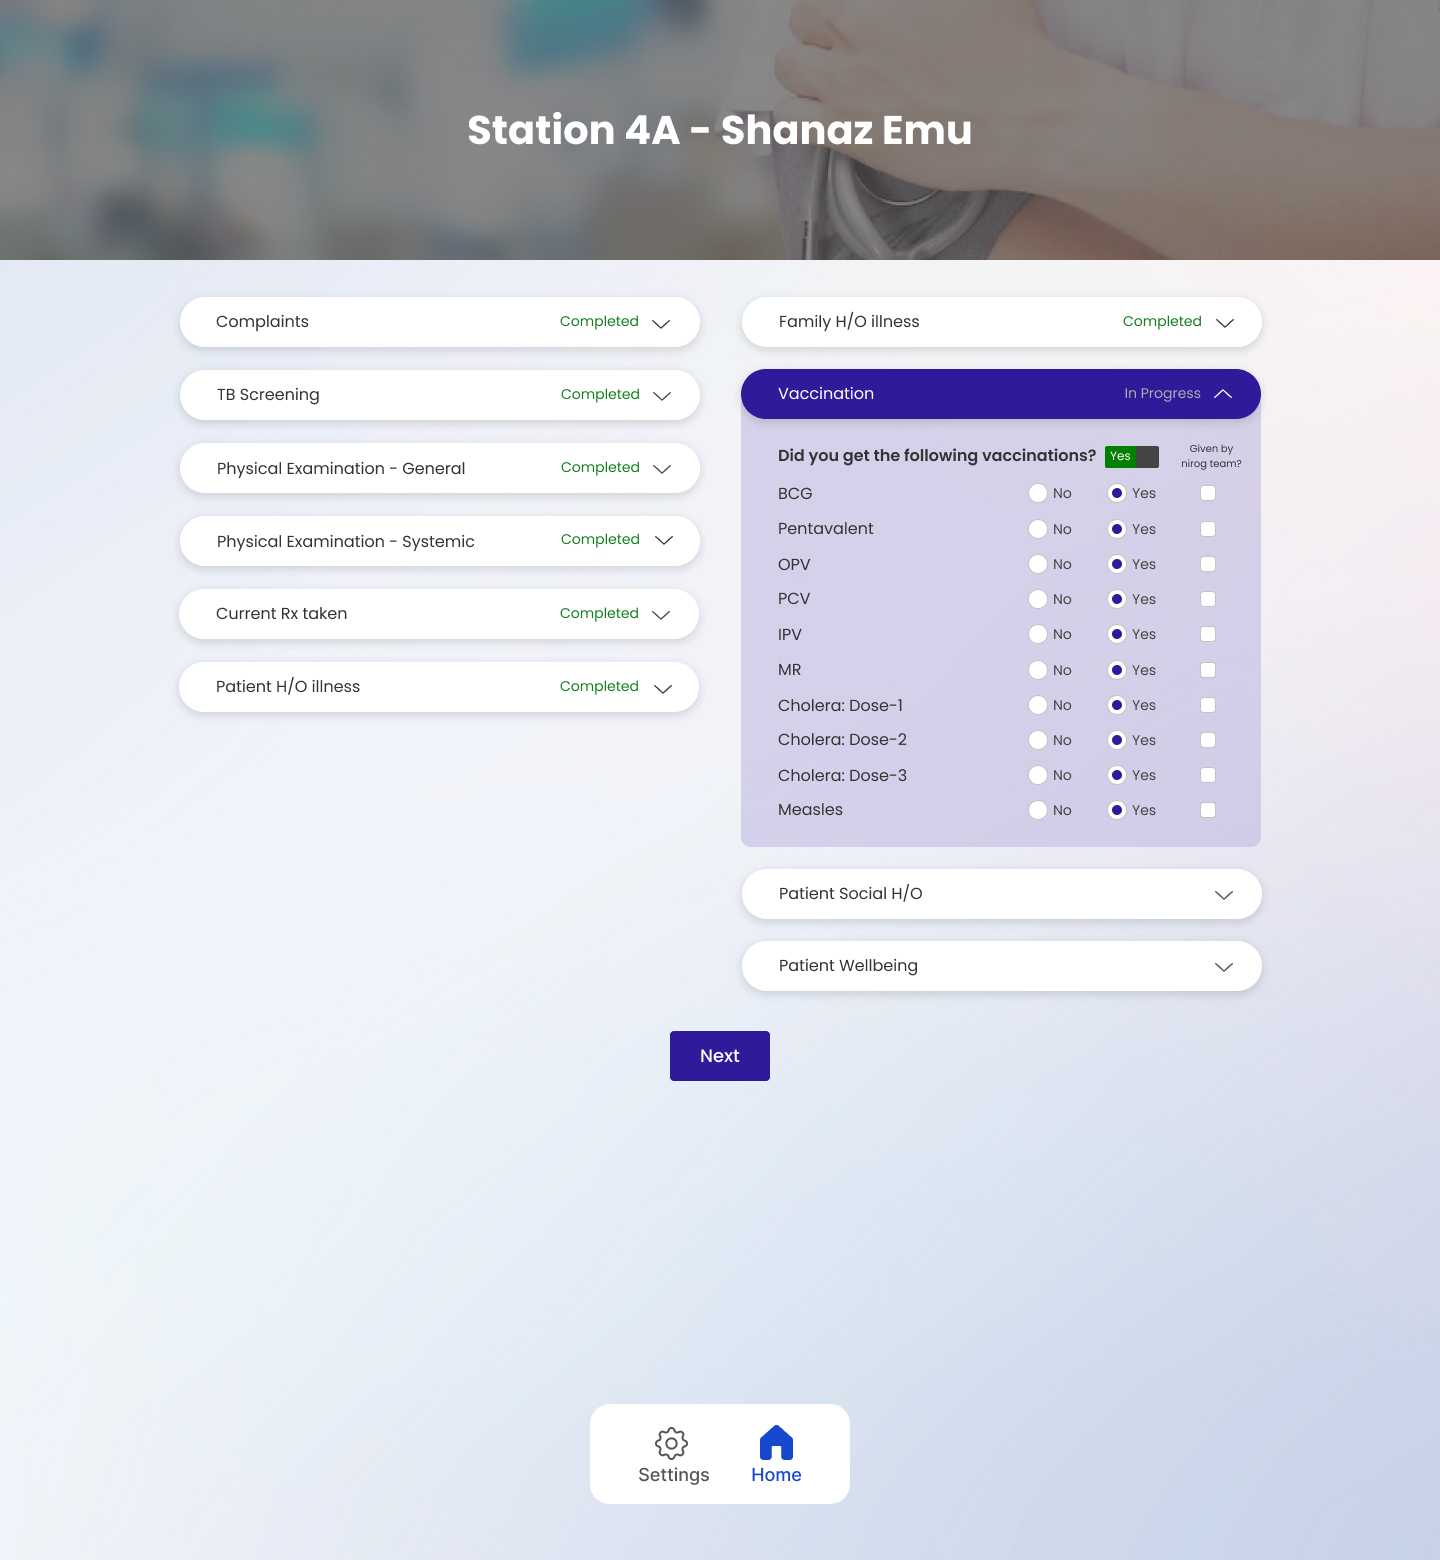 Station 4A - Shanaz Emu
Complaints Completed
TB Screening Completed
Physical Examination - General Completed
Physical Examination - Systemic Completed
Current Rx taken Completed
Patient H/O illness Completed
Family H/O illness Completed
Vaccination In Progress
Did you get the following vaccinations? Yes
Given by
nirog team?
BCG No Yes
Pentavalent No Yes
OPV No Yes
PCV No Yes
IPV No Yes
MR No Yes
Cholera: Dose-1 No Yes
Cholera: Dose-2 No Yes
Cholera: Dose-3 No Yes
Measles No Yes
Patient Social H/O
Patient Wellbeing
Next
Settings Home